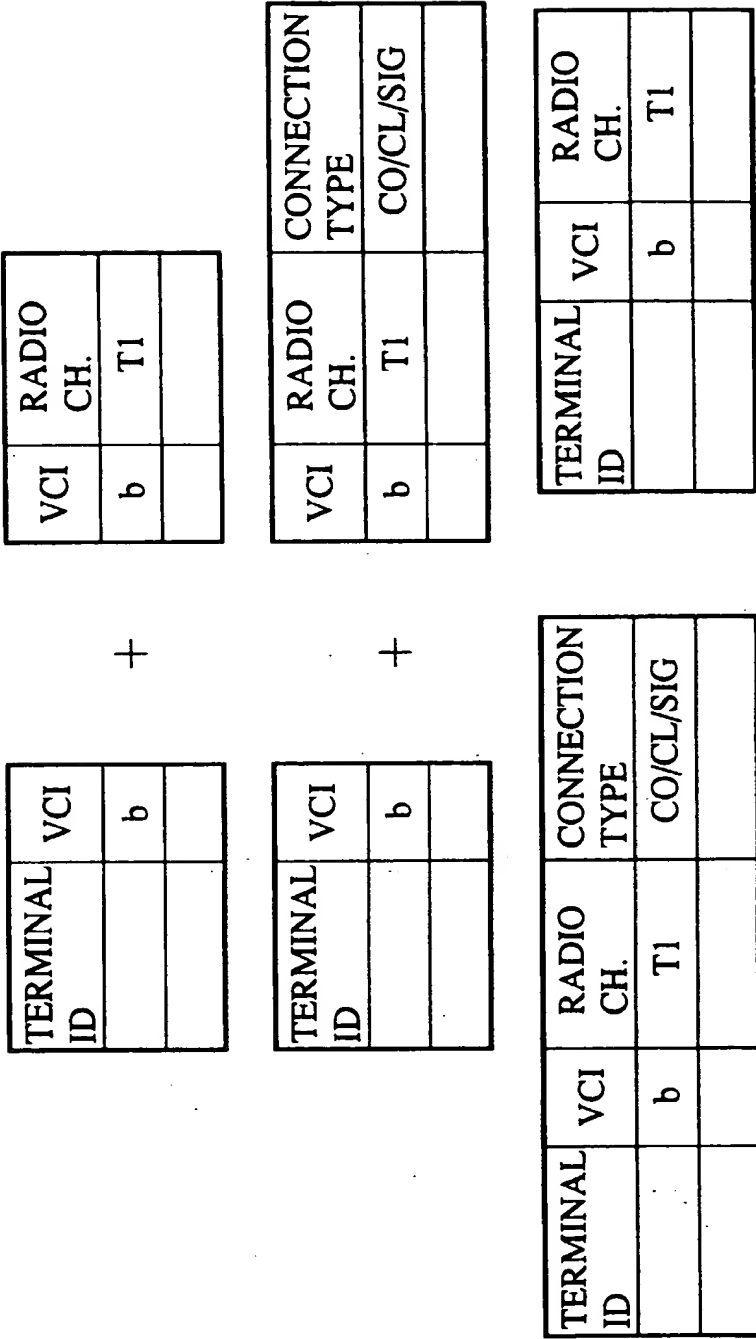 TERMINAL VCI
ID
b
+
VCI RADIO
CH.
b T1
TERMINAL VCI
ID
b
+
VCI RADIO CONNECTION
CH. TYPE
b T1 CO/CL/SIG
TERMINAL VCI RADIO CONNECTION
ID CH. TYPE
b T1 CO/CL/SIG
TERMINAL VCI RADIO
ID CH.
b T1